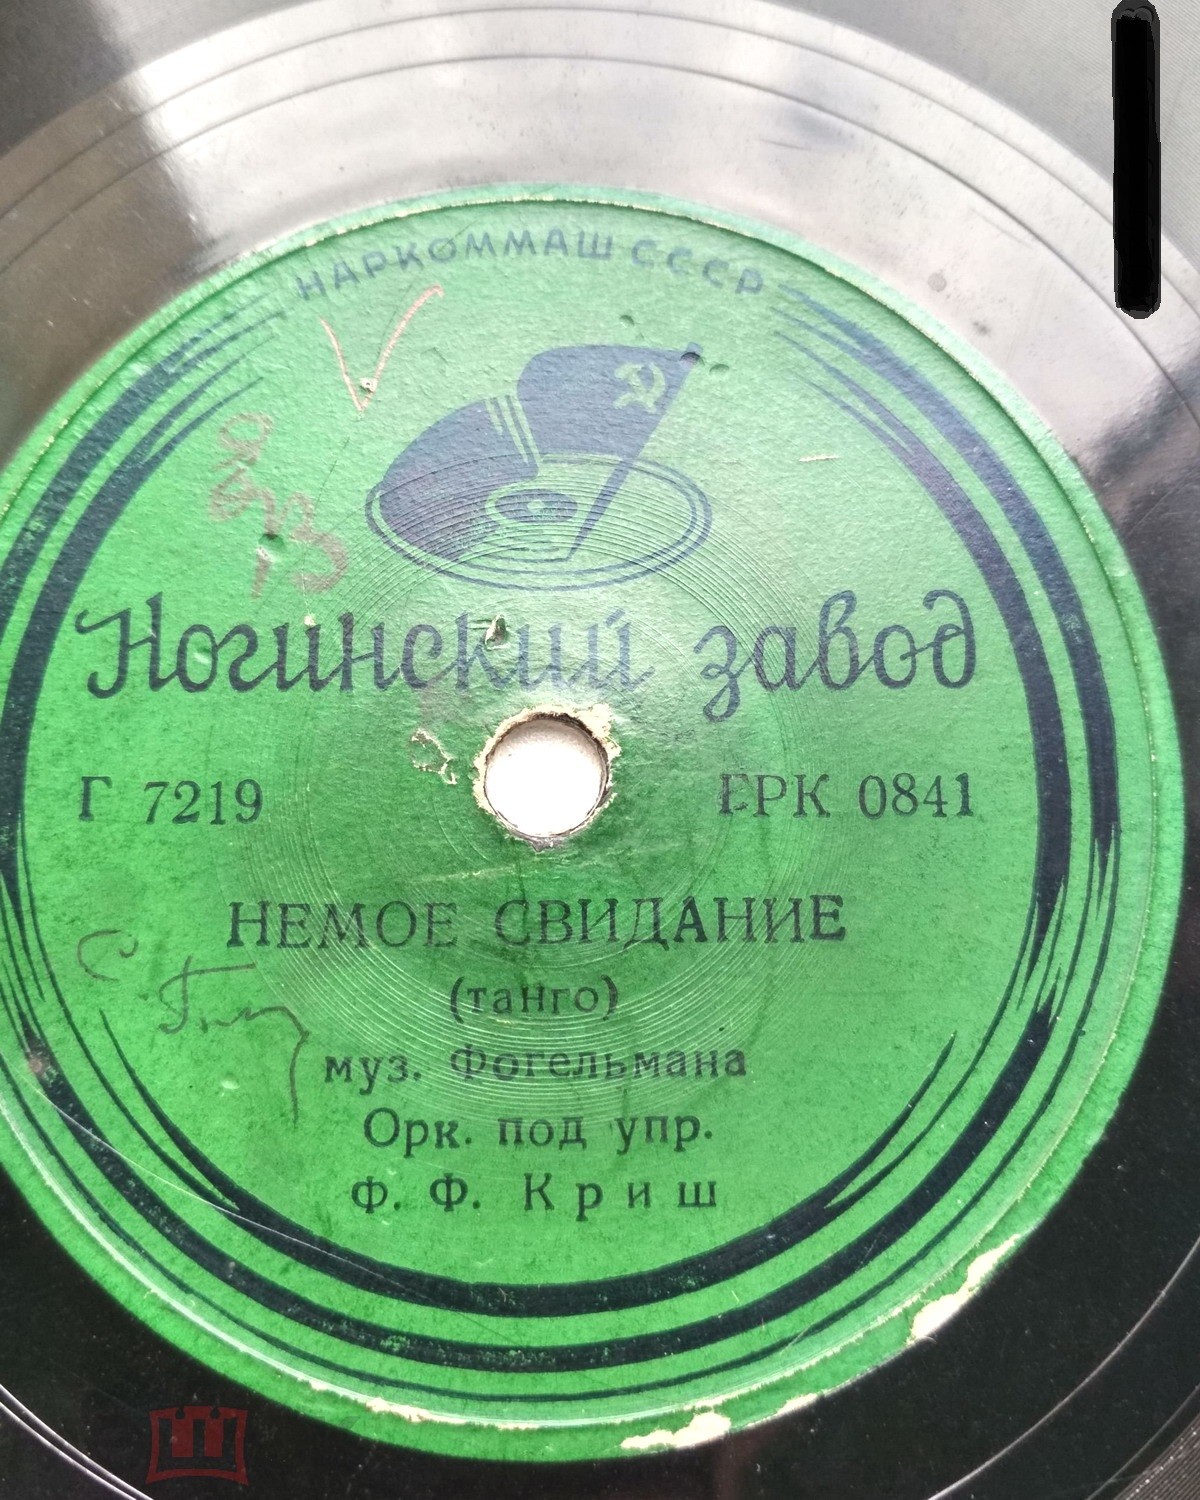 НАРКОММАШ СССР
Ногинский завод
Г 7219
ГРК 0841
НЕМОЕ СВИДАНИЕ
(танго)
муз. Фогельмана
Орк. под упр.
Ф. Ф. Криш